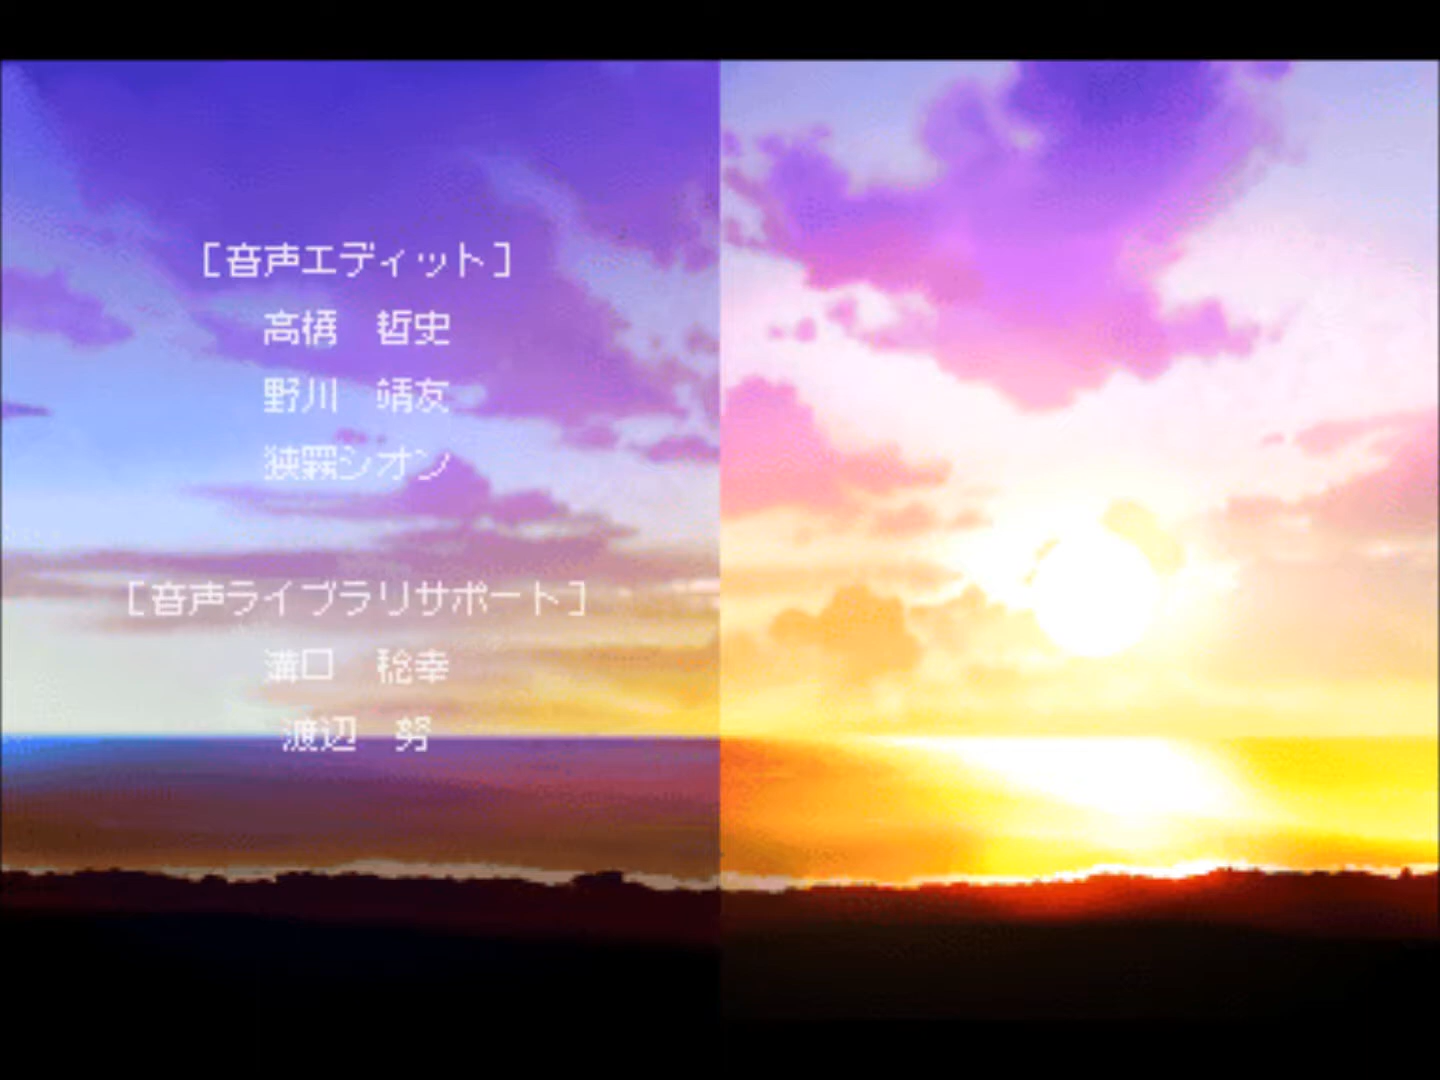 [音声エディット]
高橋 哲史
野川 靖友
狭霧シオン
[音声ライブラリサポート]
溝口 稔幸
渡辺 努